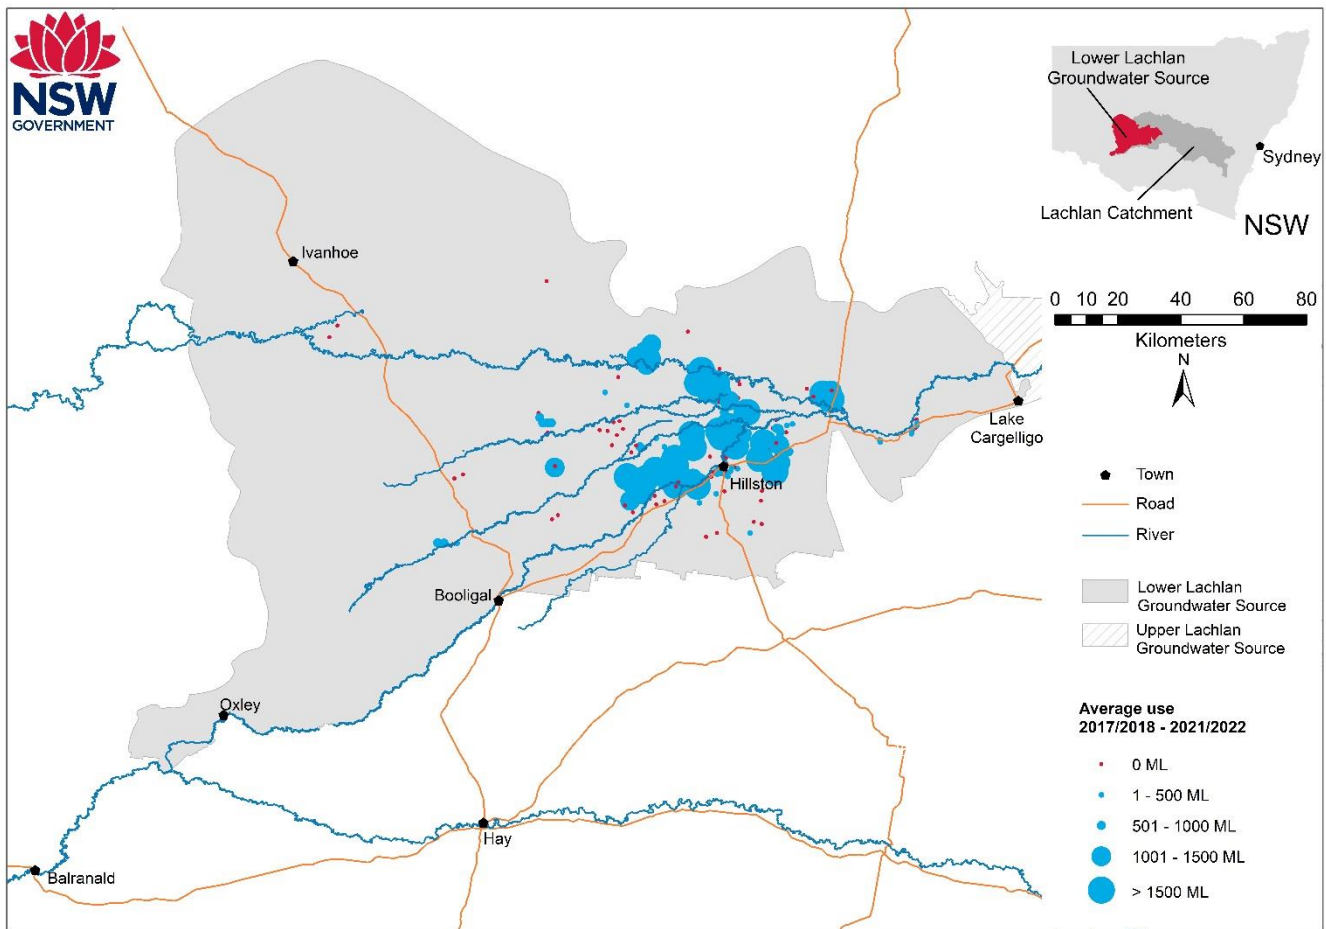 NSW
GOVERNMENT
Lower Lachlan
Groundwater Source
Sydney
Lachlan Catchment
NSW
0 10 20 40 60 80
Kilometers
N
Ivanhoe
Lake
Cargelligo
Hillston
Booligal
Oxley
Hay
Balranald
Town
Road
River
Lower Lachlan
Groundwater Source
Upper Lachlan
Groundwater Source
Average use
2017/2018 - 2021/2022
0 ML
1 - 500 ML
501 - 1000 ML
1001 - 1500 ML
> 1500 ML